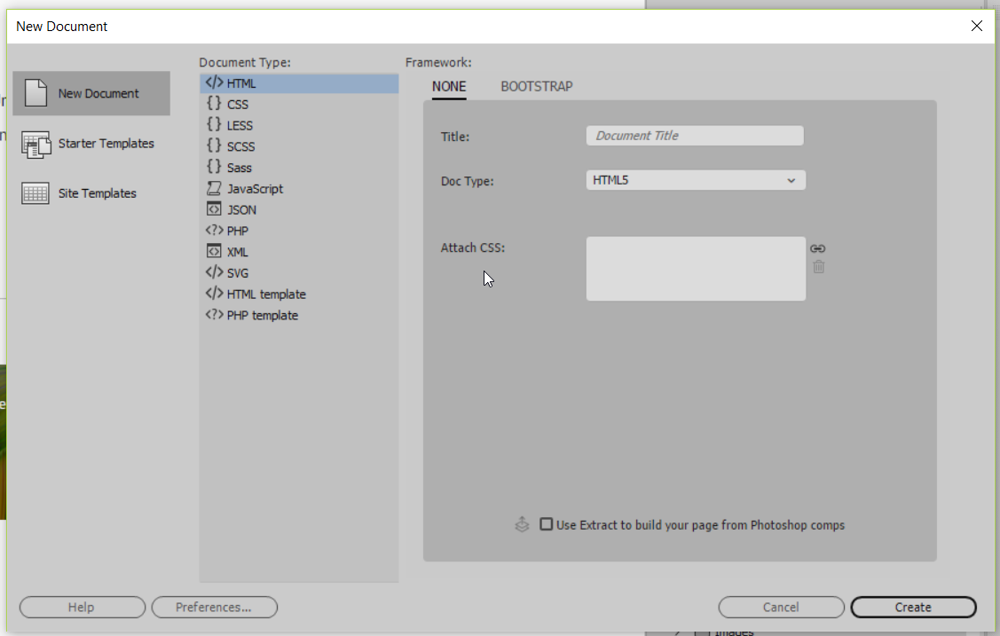 New Document
New Document
Starter Templates
Site Templates
Document Type:
HTML
CSS
LESS
SCSS
Sass
JavaScript
JSON
PHP
XML
SVG
HTML template
PHP template
Framework:
NONE
BOOTSTRAP
Title:
Document Title
Doc Type:
HTML5
Attach CSS:
Use Extract to build your page from Photoshop comps
Help
Preferences...
Cancel
Create